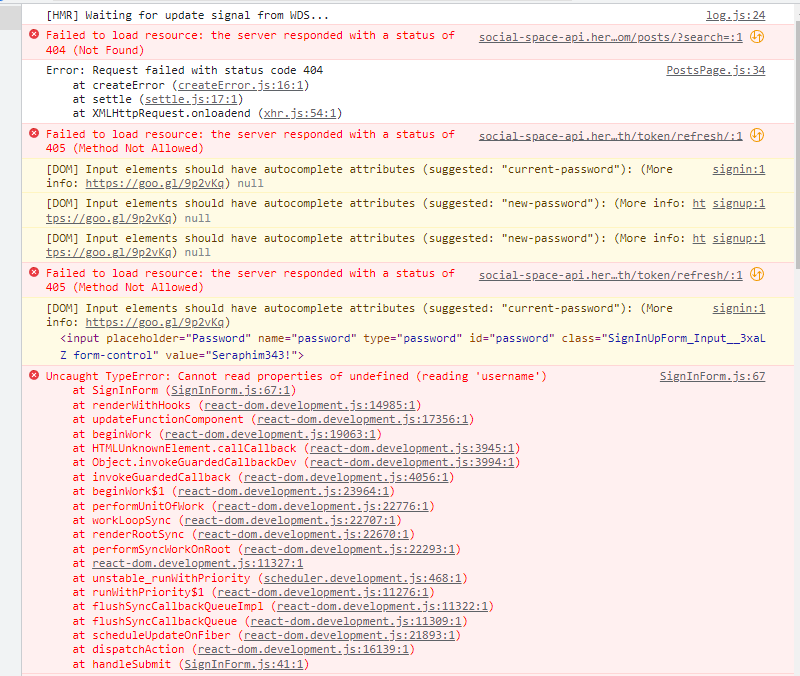 [HMR] Waiting for update signal from WDS... log.js:24
Failed to load resource: the server responded with a status of social-space-api.her…om/posts/?search=:1
404 (Not Found)
Error: Request failed with status code 404 PostsPage.js:34
at createError (createError.js:16:1)
at settle (settle.js:17:1)
at XMLHttpRequest.onloadend (xhr.js:54:1)
Failed to load resource: the server responded with a status of social-space-api.her…th/token/refresh/:1
405 (Method Not Allowed)
[DOM] Input elements should have autocomplete attributes (suggested: "current-password"): (More signin:1
info: https://goo.gl/9p2vKq) null
[DOM] Input elements should have autocomplete attributes (suggested: "new-password"): (More info: ht signup:1
tps://goo.gl/9p2vKq) null
[DOM] Input elements should have autocomplete attributes (suggested: "new-password"): (More info: ht signup:1
tps://goo.gl/9p2vKq) null
Failed to load resource: the server responded with a status of social-space-api.her…th/token/refresh/:1
405 (Method Not Allowed)
[DOM] Input elements should have autocomplete attributes (suggested: "current-password"): (More signin:1
info: https://goo.gl/9p2vKq)
<input placeholder="Password" name="password" type="password" id="password" class="SignInUpForm_Input__3xaL
Z form-control" value="Seraphim343!">
Uncaught TypeError: Cannot read properties of undefined (reading 'username') SignInForm.js:67
at SignInForm (SignInForm.js:67:1)
at renderWithHooks (react-dom.development.js:14985:1)
at updateFunctionComponent (react-dom.development.js:17356:1)
at beginWork (react-dom.development.js:19063:1)
at HTMLUnknownElement.callCallback (react-dom.development.js:3945:1)
at Object.invokeGuardedCallbackDev (react-dom.development.js:3994:1)
at invokeGuardedCallback (react-dom.development.js:4056:1)
at beginWork$1 (react-dom.development.js:23964:1)
at performUnitOfWork (react-dom.development.js:22776:1)
at workLoopSync (react-dom.development.js:22707:1)
at renderRootSync (react-dom.development.js:22670:1)
at performSyncWorkOnRoot (react-dom.development.js:22293:1)
at react-dom.development.js:11327:1
at unstable_runWithPriority (scheduler.development.js:468:1)
at runWithPriority$1 (react-dom.development.js:11276:1)
at flushSyncCallbackQueueImpl (react-dom.development.js:11322:1)
at flushSyncCallbackQueue (react-dom.development.js:11309:1)
at scheduleUpdateOnFiber (react-dom.development.js:21893:1)
at dispatchAction (react-dom.development.js:16139:1)
at handleSubmit (SignInForm.js:41:1)